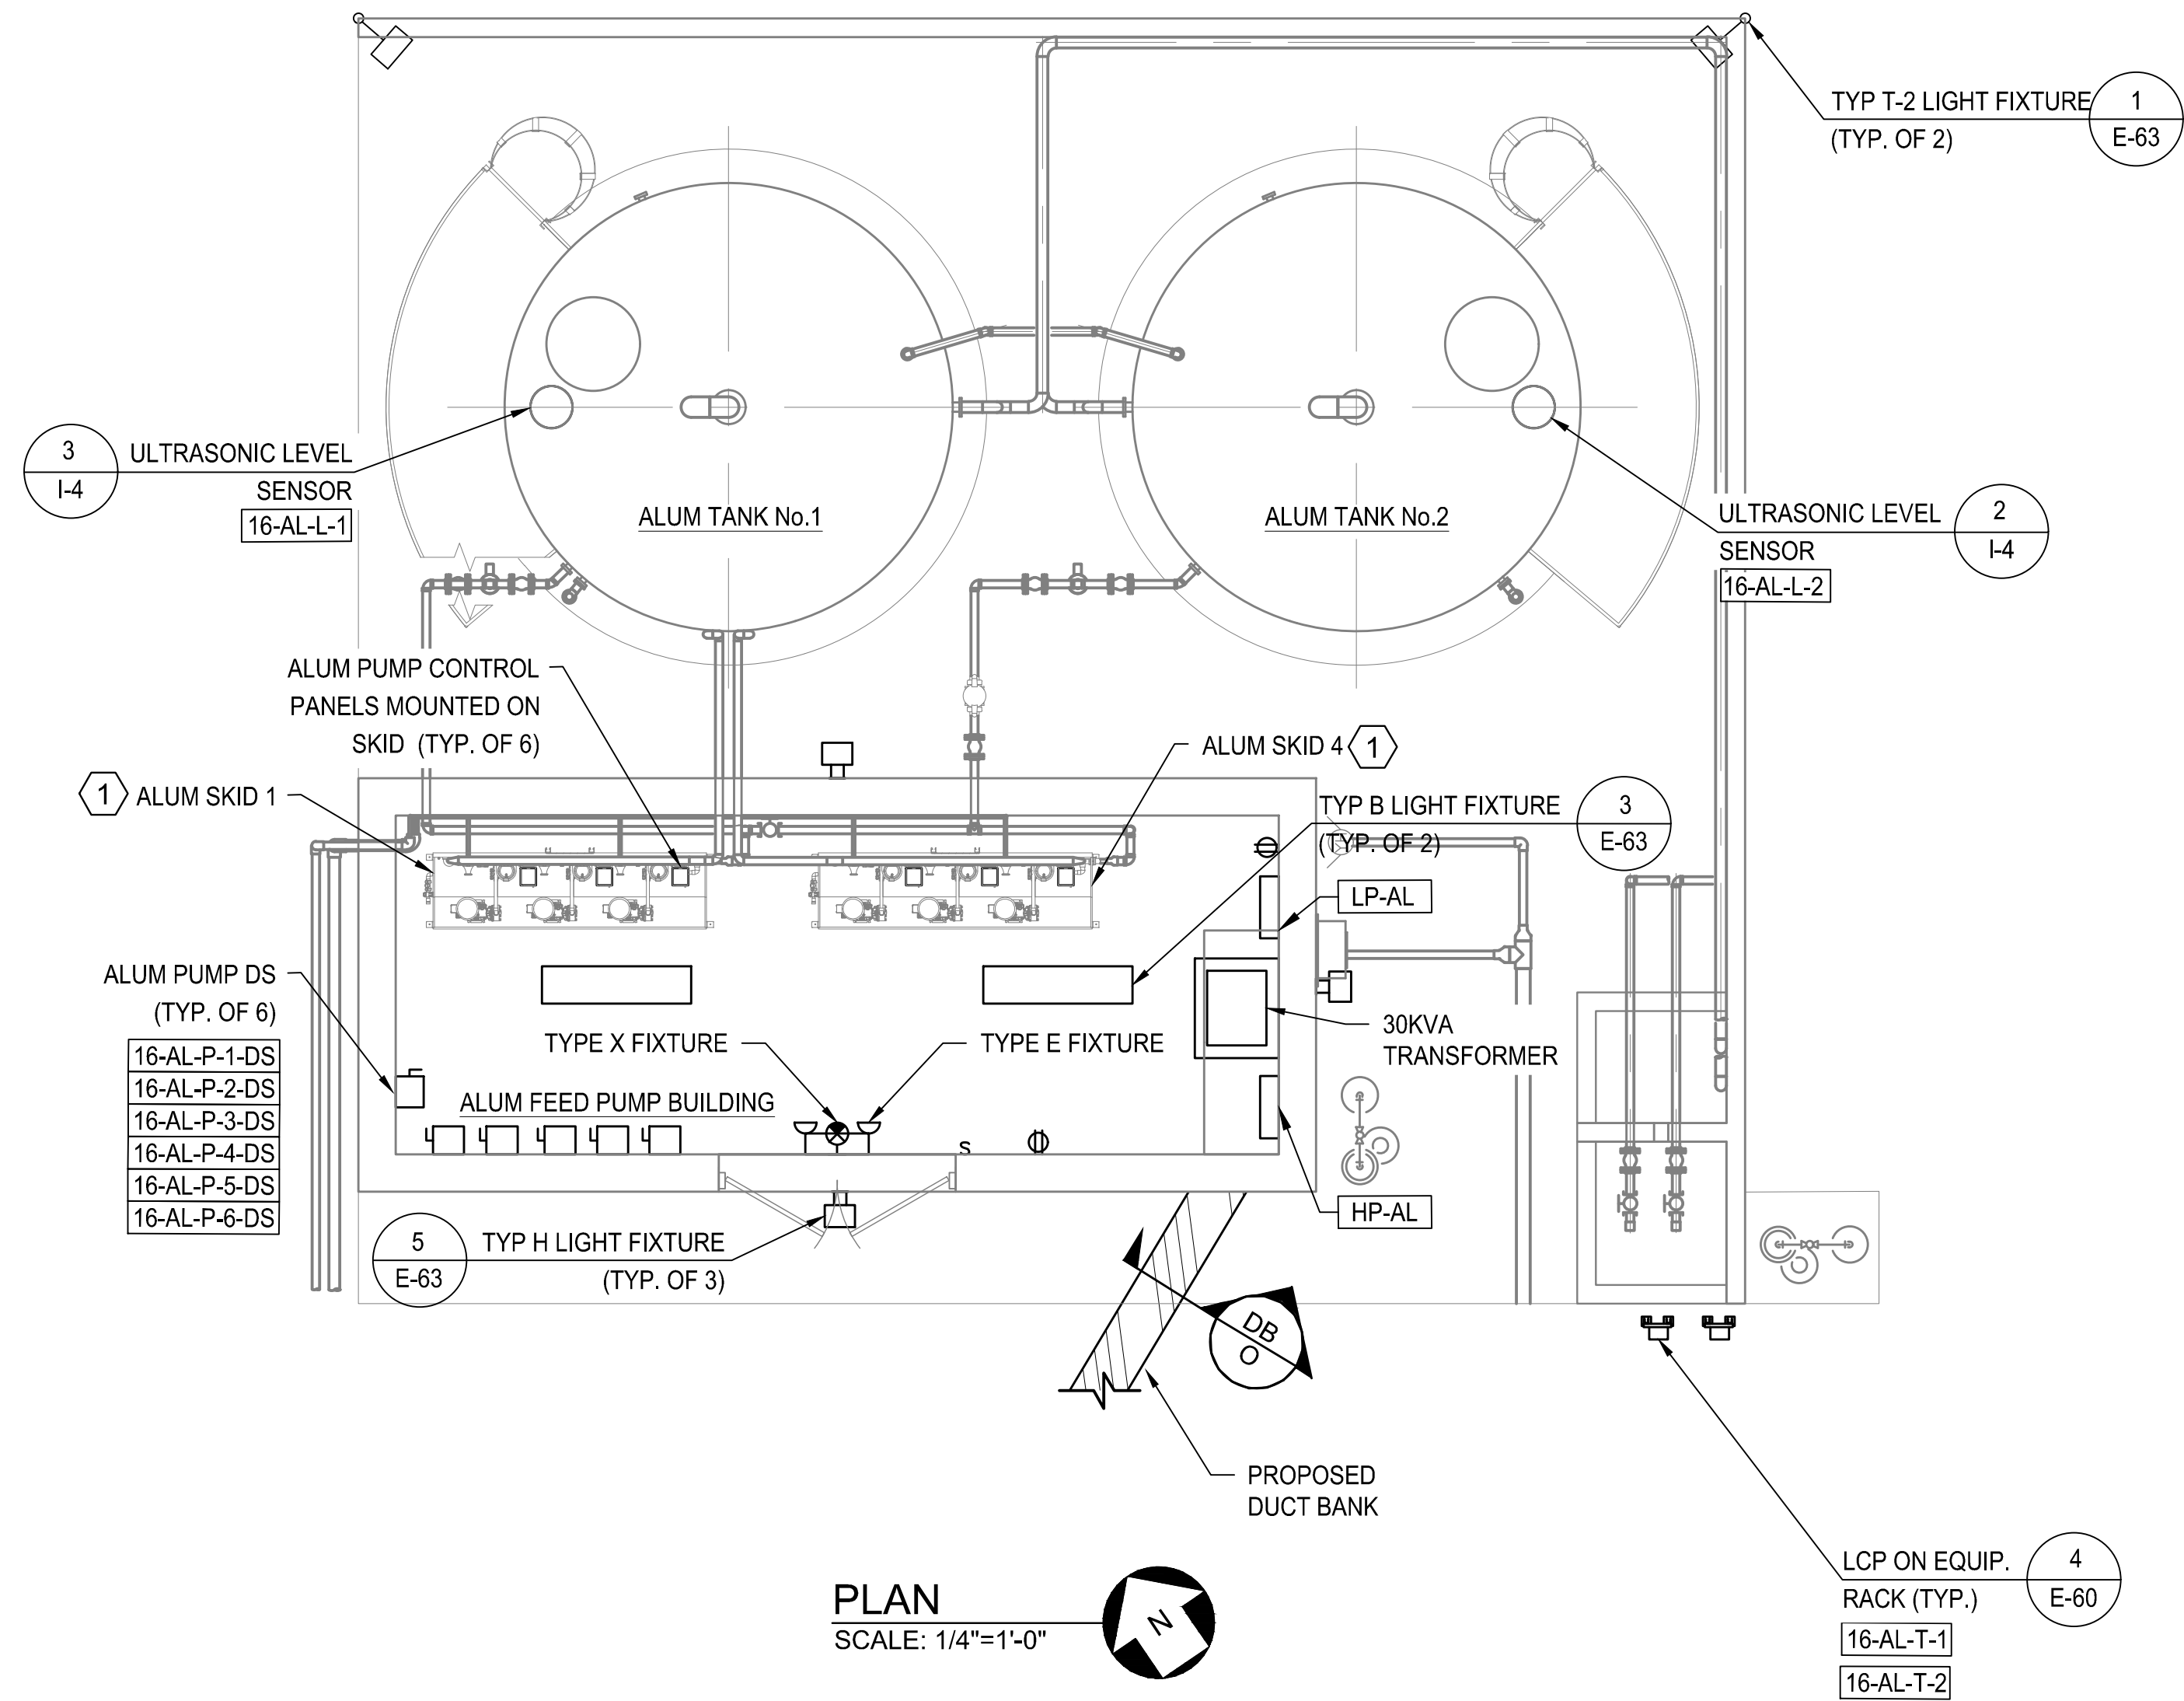 TYP T-2 LIGHT FIXTURE
(TYP. OF 2)
1
E-63
3
I-4
ULTRASONIC LEVEL
SENSOR
16-AL-L-1
ALUM TANK No.1
ALUM TANK No.2
ULTRASONIC LEVEL
SENSOR
16-AL-L-2
2
I-4
ALUM PUMP CONTROL
PANELS MOUNTED ON
SKID (TYP. OF 6)
ALUM SKID 4
1
1
ALUM SKID 1
TYP B LIGHT FIXTURE
(TYP. OF 2)
3
E-63
LP-AL
ALUM PUMP DS
(TYP. OF 6)
16-AL-P-1-DS
16-AL-P-2-DS
16-AL-P-3-DS
16-AL-P-4-DS
16-AL-P-5-DS
16-AL-P-6-DS
TYPE X FIXTURE
TYPE E FIXTURE
30KVA
TRANSFORMER
ALUM FEED PUMP BUILDING
S
HP-AL
5
E-63
TYP H LIGHT FIXTURE
(TYP. OF 3)
DB
O
PROPOSED
DUCT BANK
LCP ON EQUIP.
RACK (TYP.)
4
E-60
16-AL-T-1
16-AL-T-2
PLAN
SCALE: 1/4"=1'-0"
N